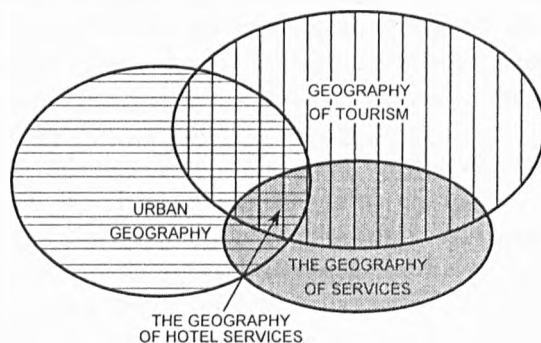 GEOGRAPHY
OF TOURISM
URBAN
GEOGRAPHY
THE GEOGRAPHY
OF SERVICES
THE GEOGRAPHY
OF HOTEL SERVICES